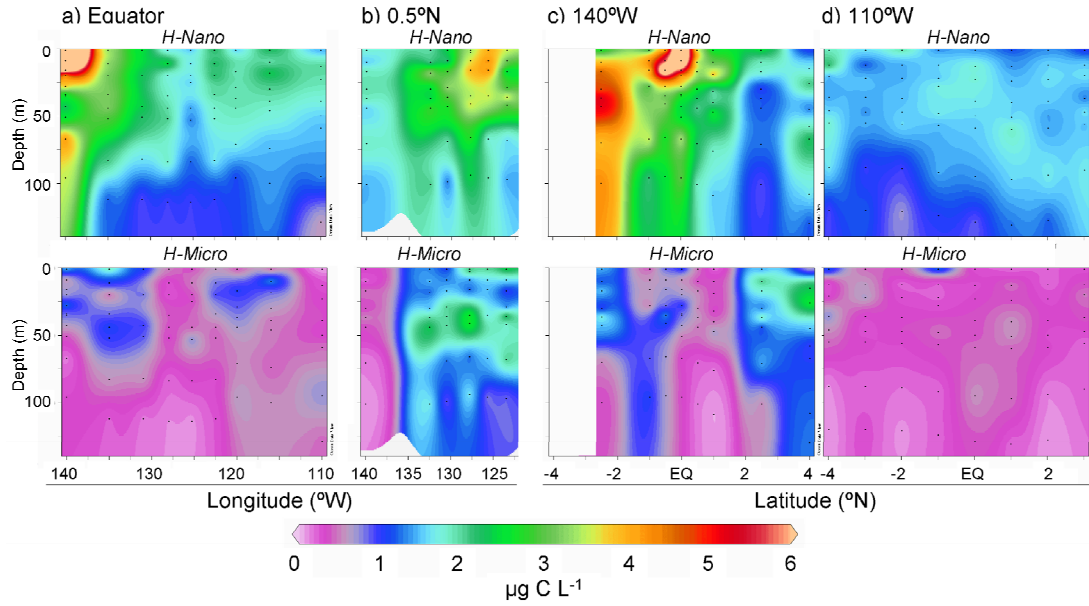 a) Equator b) 0.5ºN c) 140ºW d) 110ºW
H-Nano H-Nano H-Nano H-Nano
0
50
100
Depth (m)
H-Micro H-Micro H-Micro H-Micro
0
50
100
Depth (m)
140 130 120 110 140 135 130 125 -4 -2 EQ 2 4 -4 -2 EQ 2
Longitude (ºW) Latitude (ºN)
0 1 2 3 4 5 6
µg C L-1